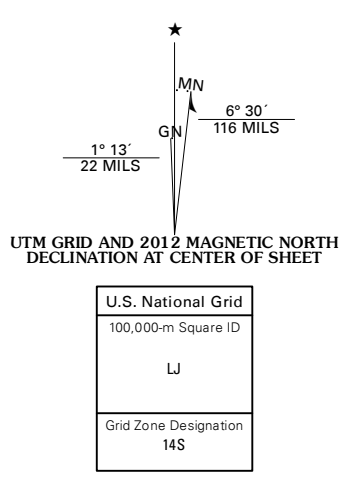 ★
MN
GN
6° 30´
116 MILS
1° 13´
22 MILS
UTM GRID AND 2012 MAGNETIC NORTH
DECLINATION AT CENTER OF SHEET
U.S. National Grid
100,000-m Square ID
LJ
Grid Zone Designation
14S